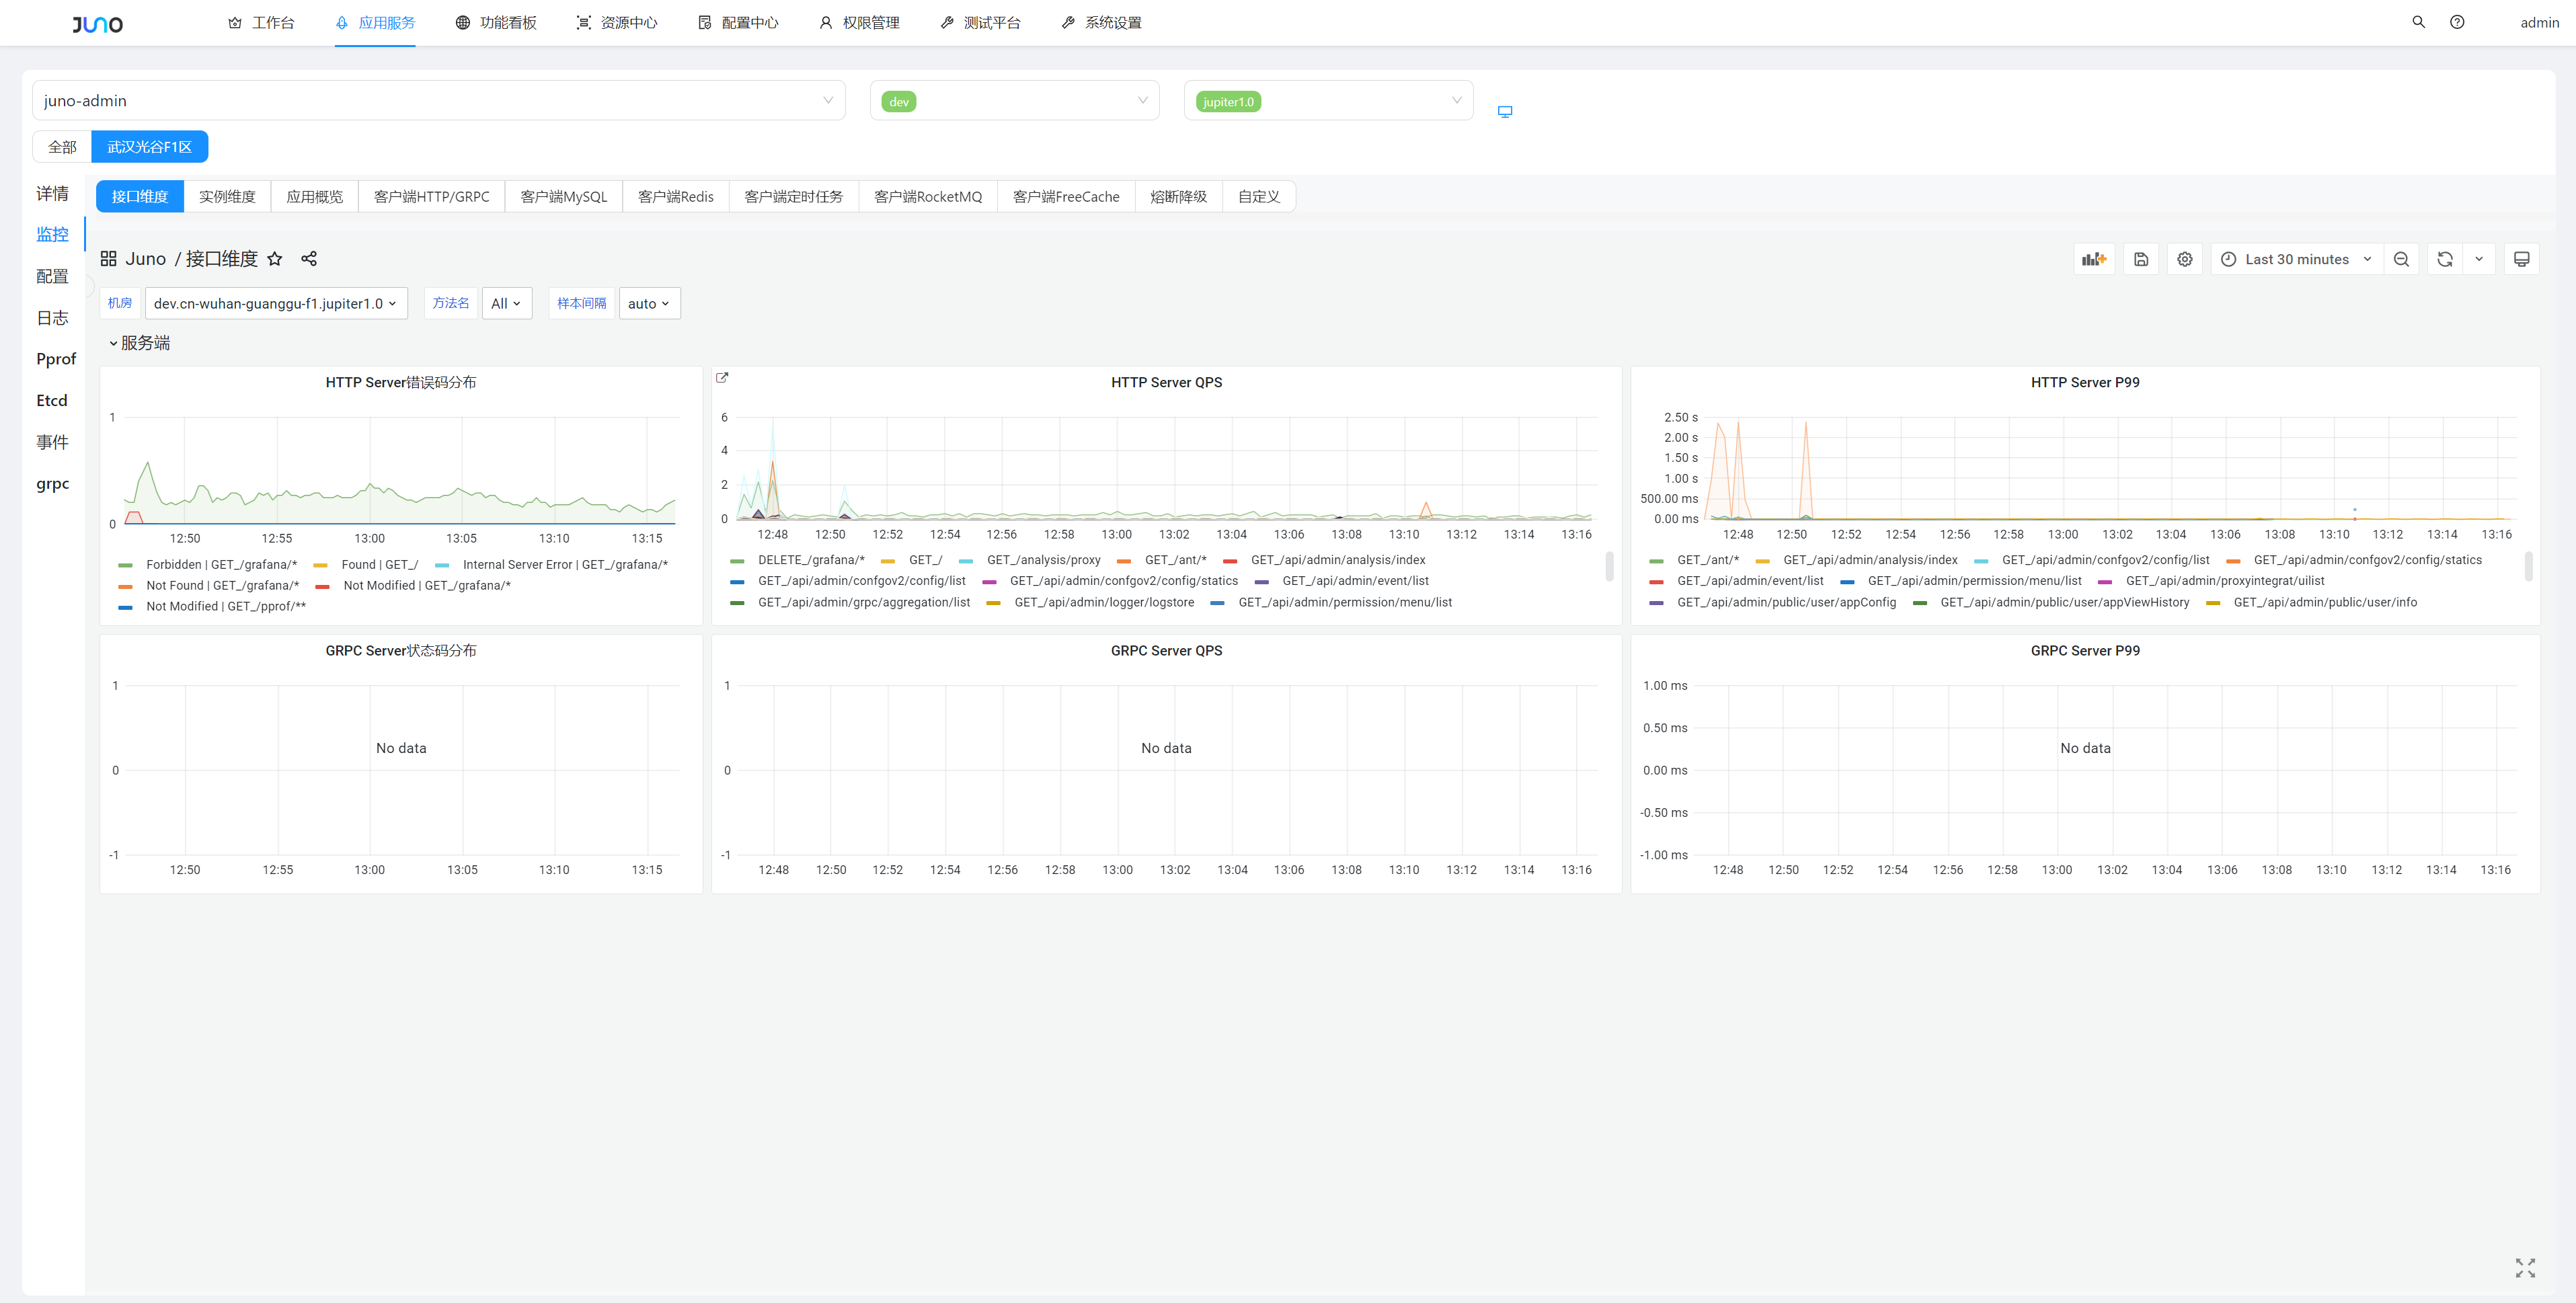 JUNO 工作台 应用服务 功能看板 资源中心 配置中心 权限管理 测试平台 系统设置 admin
juno-admin dev jupiter1.0
全部 武汉光谷F1区
详情
监控
配置
日志
Pprof
Etcd
事件
grpc
接口维度 实例维度 应用概览 客户端HTTP/GRPC 客户端MySQL 客户端Redis 客户端定时任务 客户端RocketMQ 客户端FreeCache 熔断降级 自定义
Juno / 接口维度 Last 30 minutes
机房 dev.cn-wuhan-guanggu-f1.jupiter1.0 方法名 All 样本间隔 auto
服务端
HTTP Server错误码分布
1
0
12:50 12:55 13:00 13:05 13:10 13:15
Forbidden | GET_/grafana/* Found | GET_/ Internal Server Error | GET_/grafana/*
Not Found | GET_/grafana/* Not Modified | GET_/grafana/*
Not Modified | GET_/pprof/**
HTTP Server QPS
6
4
2
0
12:48 12:50 12:52 12:54 12:56 12:58 13:00 13:02 13:04 13:06 13:08 13:10 13:12 13:14 13:16
DELETE_/grafana/* GET_/ GET_/analysis/proxy GET_/ant/* GET_/api/admin/analysis/index
GET_/api/admin/confgov2/config/list GET_/api/admin/confgov2/config/statics GET_/api/admin/event/list
GET_/api/admin/grpc/aggregation/list GET_/api/admin/logger/logstore GET_/api/admin/permission/menu/list
HTTP Server P99
2.50 s
2.00 s
1.50 s
1.00 s
500.00 ms
0.00 ms
12:48 12:50 12:52 12:54 12:56 12:58 13:00 13:02 13:04 13:06 13:08 13:10 13:12 13:14 13:16
GET_/ant/* GET_/api/admin/analysis/index GET_/api/admin/confgov2/config/list GET_/api/admin/confgov2/config/statics
GET_/api/admin/event/list GET_/api/admin/permission/menu/list GET_/api/admin/proxyintegrat/uilist
GET_/api/admin/public/user/appConfig GET_/api/admin/public/user/appViewHistory GET_/api/admin/public/user/info
GRPC Server状态码分布
1
No data
0
-1
12:50 12:55 13:00 13:05 13:10 13:15
GRPC Server QPS
1
No data
0
-1
12:48 12:50 12:52 12:54 12:56 12:58 13:00 13:02 13:04 13:06 13:08 13:10 13:12 13:14 13:16
GRPC Server P99
1.00 ms
0.50 ms
No data
0.00 ms
-0.50 ms
-1.00 ms
12:48 12:50 12:52 12:54 12:56 12:58 13:00 13:02 13:04 13:06 13:08 13:10 13:12 13:14 13:16